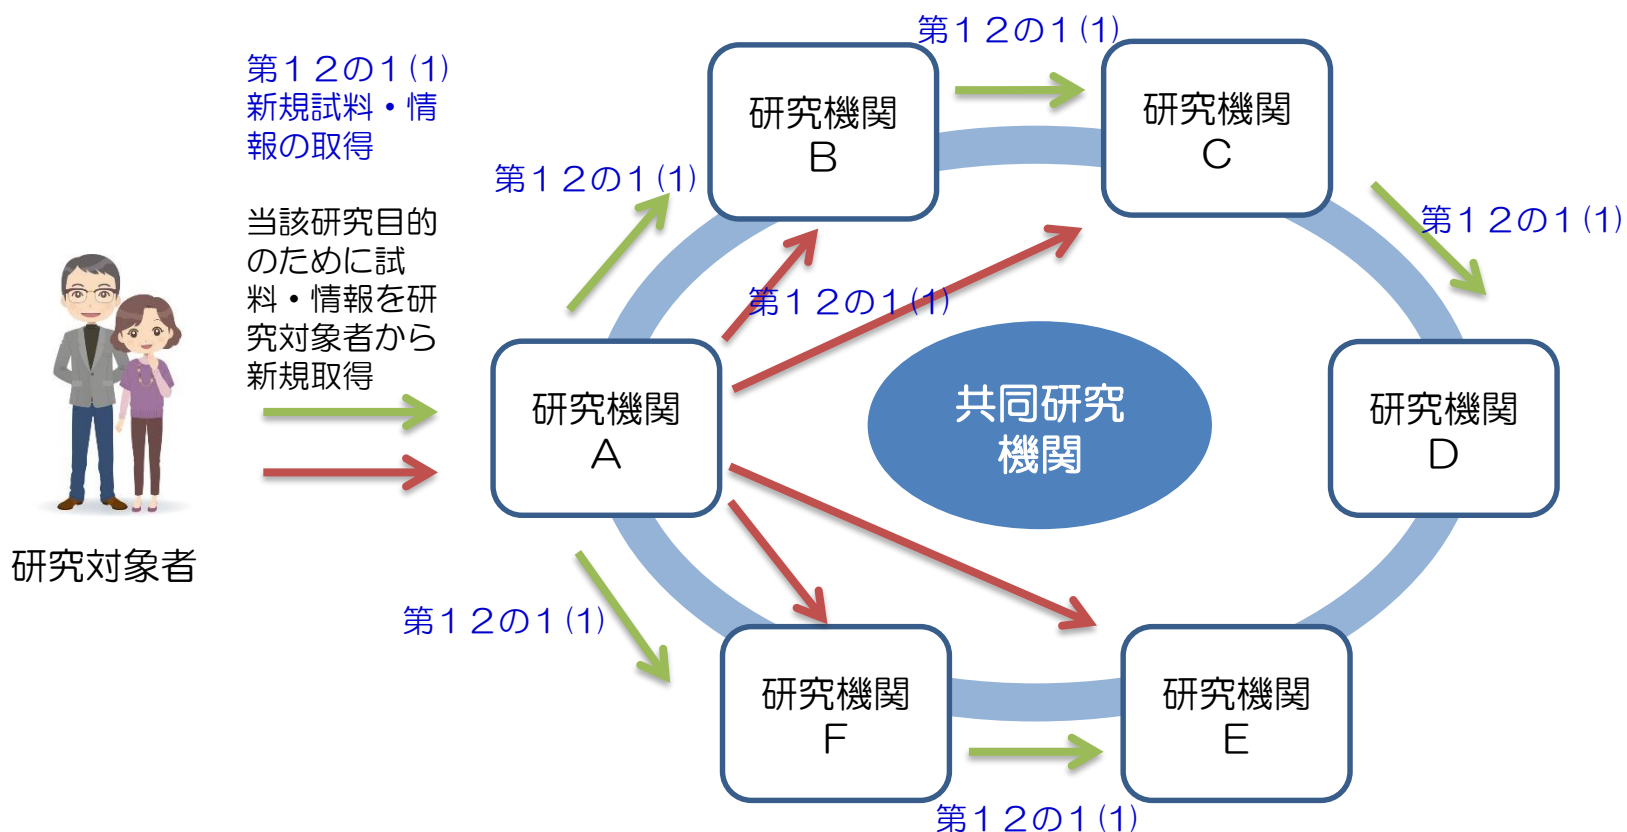 第１２の１(1)
新規試料・情
報の取得
当該研究目的
のために試
料・情報を研
究対象者から
新規取得
研究対象者
第１２の１(1)
第１２の１(1)
第１２の１(1)
第１２の１(1)
第１２の１(1)
第１２の１(1)
研究機関
A
研究機関
B
研究機関
C
研究機関
D
研究機関
E
研究機関
F
共同研究
機関